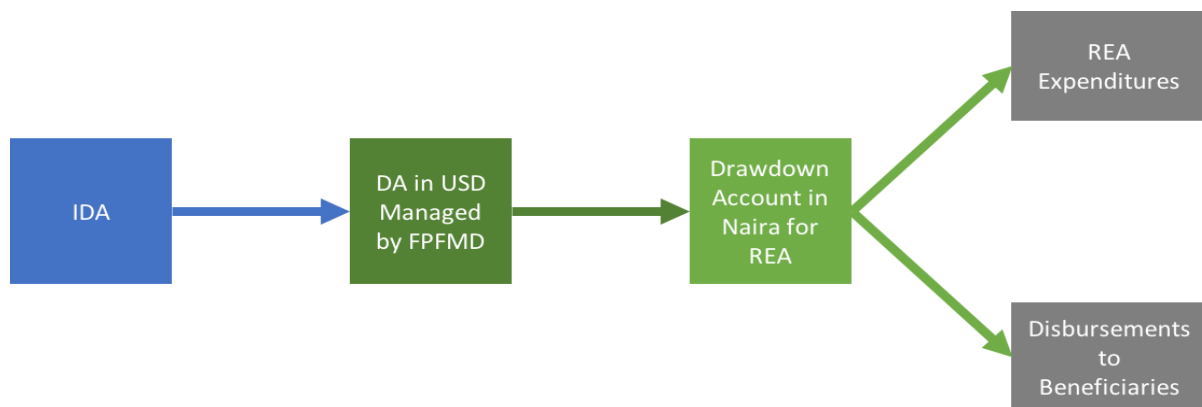 IDA
DA in USD
Managed
by FPFMD
Drawdown
Account in
Naira for
REA
REA
Expenditures
Disbursements
to
Beneficiaries